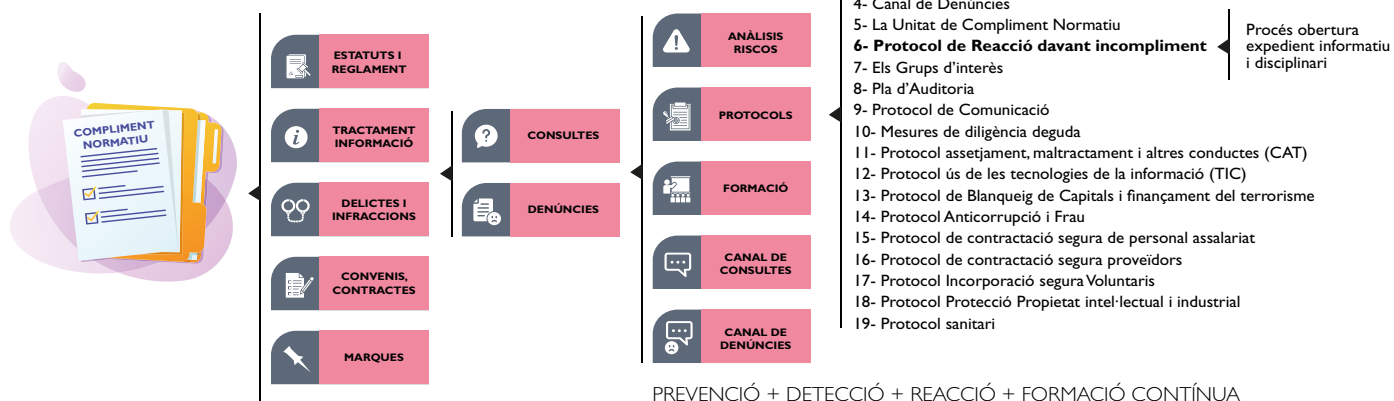 COMPLIMENT
NORMATIU
ESTATUTS I
REGLAMENT
TRACTAMENT
INFORMACIÓ
DELICTES I
INFRACCIONS
CONVENIS,
CONTRACTES
MARQUES
CONSULTES
DENÚNCIES
ANÀLISIS
RISCOS
PROTOCOLS
FORMACIÓ
CANAL DE
CONSULTES
CANAL DE
DENÚNCIES
4- Canal de Denúncies
5- La Unitat de Compliment Normatiu
6- Protocol de Reacció davant incompliment
7- Els Grups d'interès
8- Pla d'Auditoria
9- Protocol de Comunicació
10- Mesures de diligència deguda
11- Protocol assetjament, maltractament i altres conductes (CAT)
12- Protocol ús de les tecnologies de la informació (TIC)
13- Protocol de Blanqueig de Capitals i finançament del terrorisme
14- Protocol Anticorrupció i Frau
15- Protocol de contractació segura de personal assalariat
16- Protocol de contractació segura proveïdors
17- Protocol Incorporació segura Voluntaris
18- Protocol Protecció Propietat intel·lectual i industrial
19- Protocol sanitari
Procés obertura
expedient informatiu
i disciplinari
PREVENCIÓ + DETECCIÓ + REACCIÓ + FORMACIÓ CONTÍNUA